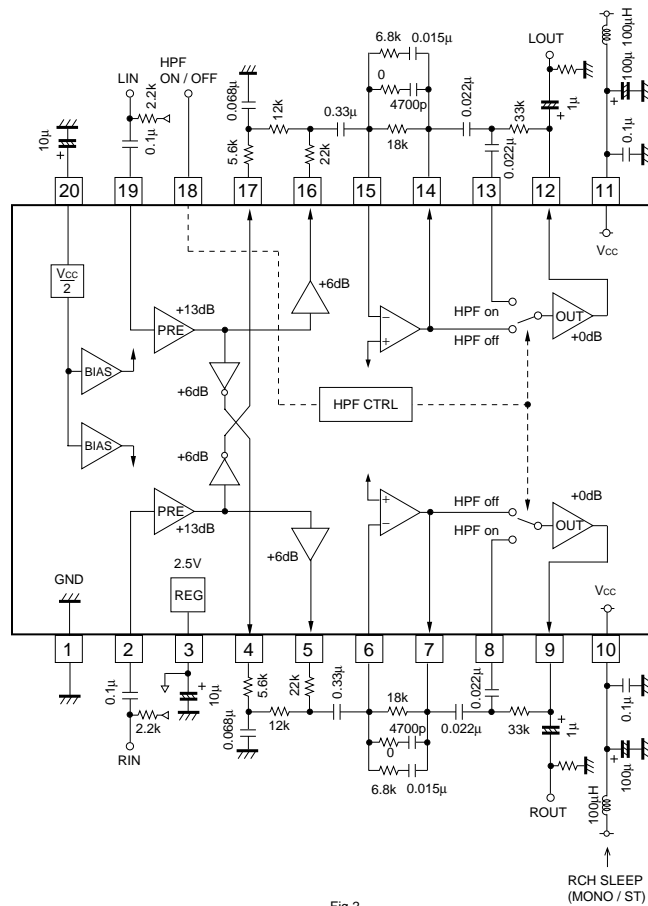 LIN
HPF
ON / OFF
LOUT
10μ
+
0.1μ
2.2k
0.068μ
5.6k
12k
22k
0.33μ
6.8k
0.015μ
0
4700p
18k
0.022μ
0.022μ
33k
1μ
+
100μ
100μH
+
0.1μ
20
19
18
17
16
15
14
13
12
11
Vcc
Vcc
2
+13dB
PRE
+6dB
−
+
HPF on
HPF off
OUT
+0dB
BIAS
+6dB
HPF CTRL
BIAS
+6dB
PRE
+13dB
+6dB
+
−
HPF off
HPF on
+0dB
OUT
2.5V
REG
GND
Vcc
1
2
3
4
5
6
7
8
9
10
0.1μ
2.2k
RIN
+
10μ
5.6k
0.068μ
12k
22k
0.33μ
18k
4700p
0
6.8k
0.015μ
0.022μ
0.022μ
33k
+
1μ
ROUT
0.1μ
+
100μ
100μH
RCH SLEEP
(MONO / ST)
Fig.2